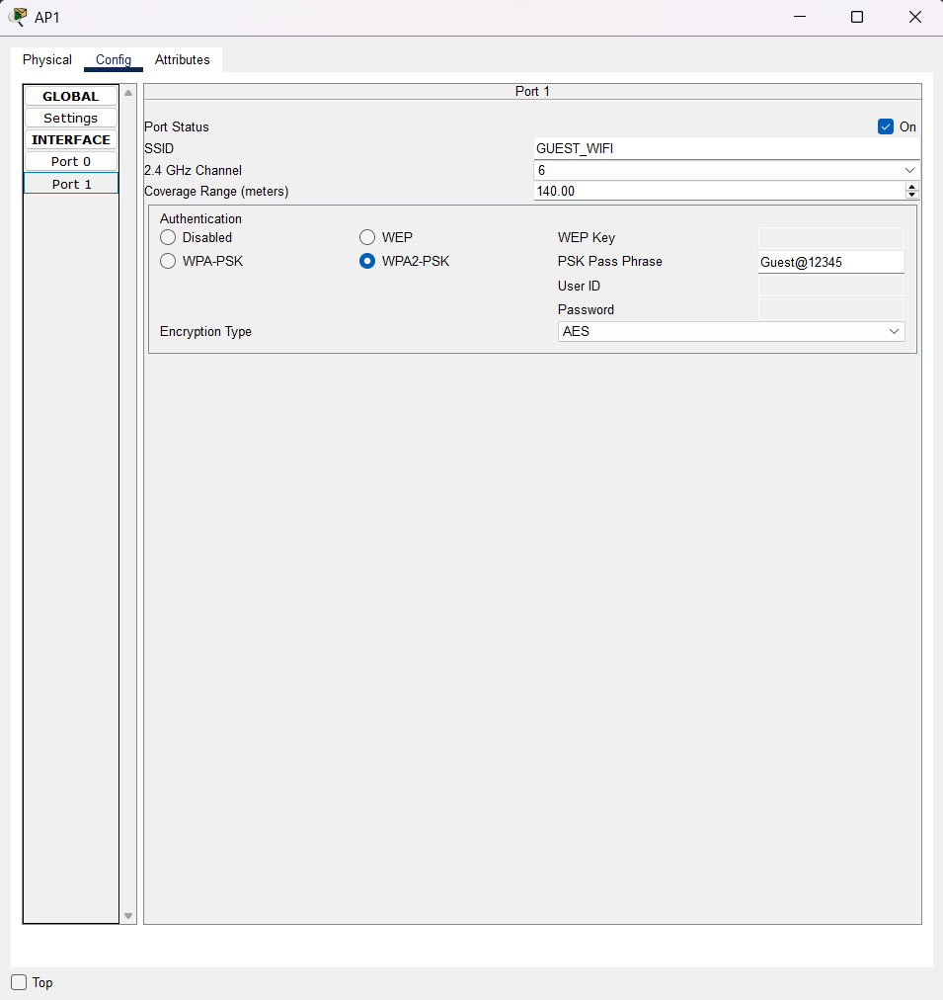 AP1
Physical Config Attributes
GLOBAL
Settings
INTERFACE
Port 0
Port 1
Port 1
Port Status On
SSID GUEST_WIFI
2.4 GHz Channel 6
Coverage Range (meters) 140.00
Authentication
Disabled WEP WEP Key
WPA-PSK WPA2-PSK PSK Pass Phrase Guest@12345
User ID
Password
Encryption Type AES
Top